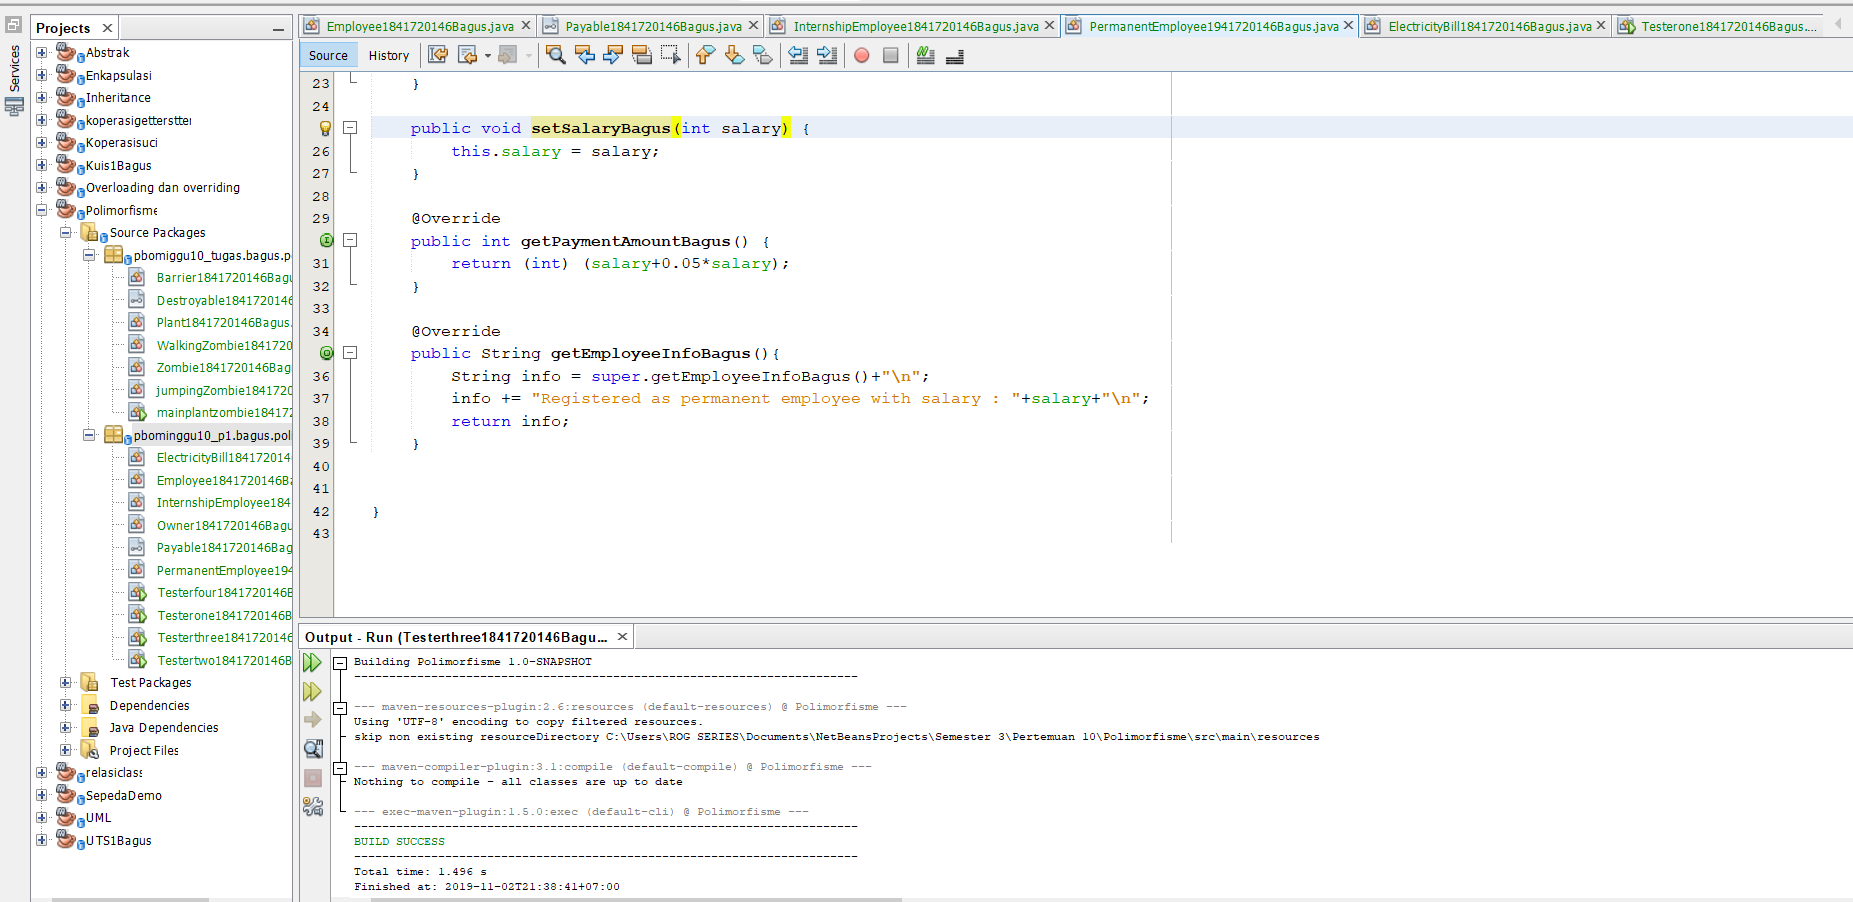 Services
Projects
Abstrak
Enkapsulasi
Inheritance
koperasigetterstter
Koperasisuci
Kuis1Bagus
Overloading dan overriding
Polimorfisme
Source Packages
pbomiggu10_tugas.bagus.p
Barrier1841720146Bagu
Destroyable1841720146
Plant1841720146Bagus.
WalkingZombie184172
Zombie1841720146Bag
jumpingZombie184172
mainplantzombie18417
pbominggu10_p1.bagus.pol
ElectricityBill184172014
Employee1841720146Ba
InternshipEmployee184
Owner1841720146Bagu
Payable1841720146Bag
PermanentEmployee194
Testerfour1841720146B
Testerone1841720146B
Testerthree1841720146
Testertwo1841720146B
Test Packages
Dependencies
Java Dependencies
Project Files
relasiclass
SepedaDemo
UML
UTS1Bagus
Employee1841720146Bagus.java
Payable1841720146Bagus.java
InternshipEmployee1841720146Bagus.java
PermanentEmployee1941720146Bagus.java
ElectricityBill1841720146Bagus.java
Testerone1841720146Bagus....
Source History
23 }
24
public void setSalaryBagus(int salary) {
26 this.salary = salary;
27 }
28
29 @Override
public int getPaymentAmountBagus() {
31 return (int) (salary+0.05*salary);
32 }
33
34 @Override
public String getEmployeeInfoBagus(){
36 String info = super.getEmployeeInfoBagus()+"\n";
37 info += "Registered as permanent employee with salary : "+salary+"\n";
38 return info;
39 }
40
41
42 }
43
Output - Run (Testerthree1841720146Bagu...
Building Polimorfisme 1.0-SNAPSHOT
------------------------------------------------------------------------
--- maven-resources-plugin:2.6:resources (default-resources) @ Polimorfisme ---
Using 'UTF-8' encoding to copy filtered resources.
skip non existing resourceDirectory C:\Users\ROG SERIES\Documents\NetBeansProjects\Semester 3\Pertemuan 10\Polimorfisme\src\main\resources
--- maven-compiler-plugin:3.1:compile (default-compile) @ Polimorfisme ---
Nothing to compile - all classes are up to date
--- exec-maven-plugin:1.5.0:exec (default-cli) @ Polimorfisme ---
------------------------------------------------------------------------
BUILD SUCCESS
------------------------------------------------------------------------
Total time: 1.496 s
Finished at: 2019-11-02T21:38:41+07:00